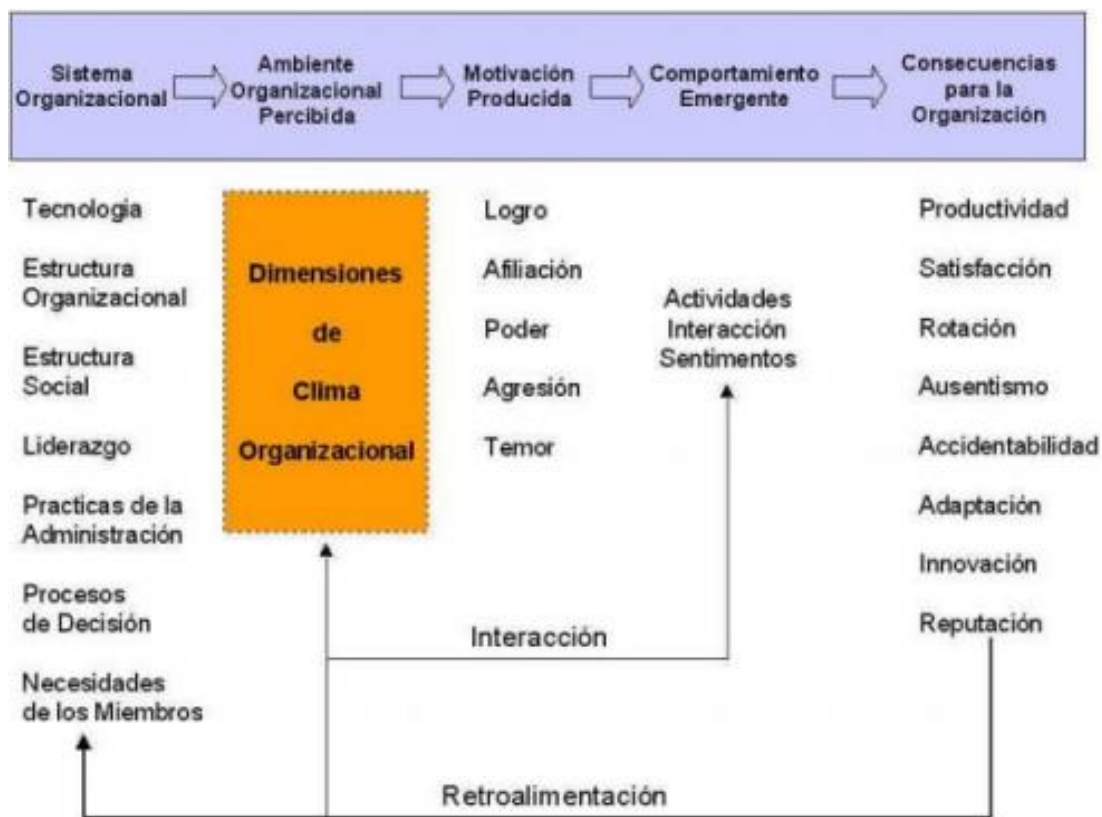 Sistema
Organizacional
Ambiente
Organizacional
Percibida
Motivación
Producida
Comportamiento
Emergente
Consecuencias
para la
Organización
Tecnologia
Estructura
Organizacional
Estructura
Social
Liderazgo
Practicas de la
Administración
Procesos
de Decisión
Necesidades
de los Miembros
Dimensiones
de
Clima
Organizacional
Logro
Afiliación
Poder
Agresión
Temor
Actividades
Interacción
Sentimentos
Productividad
Satisfacción
Rotación
Ausentismo
Accidentabilidad
Adaptación
Innovación
Reputación
Interacción
Retroalimentación